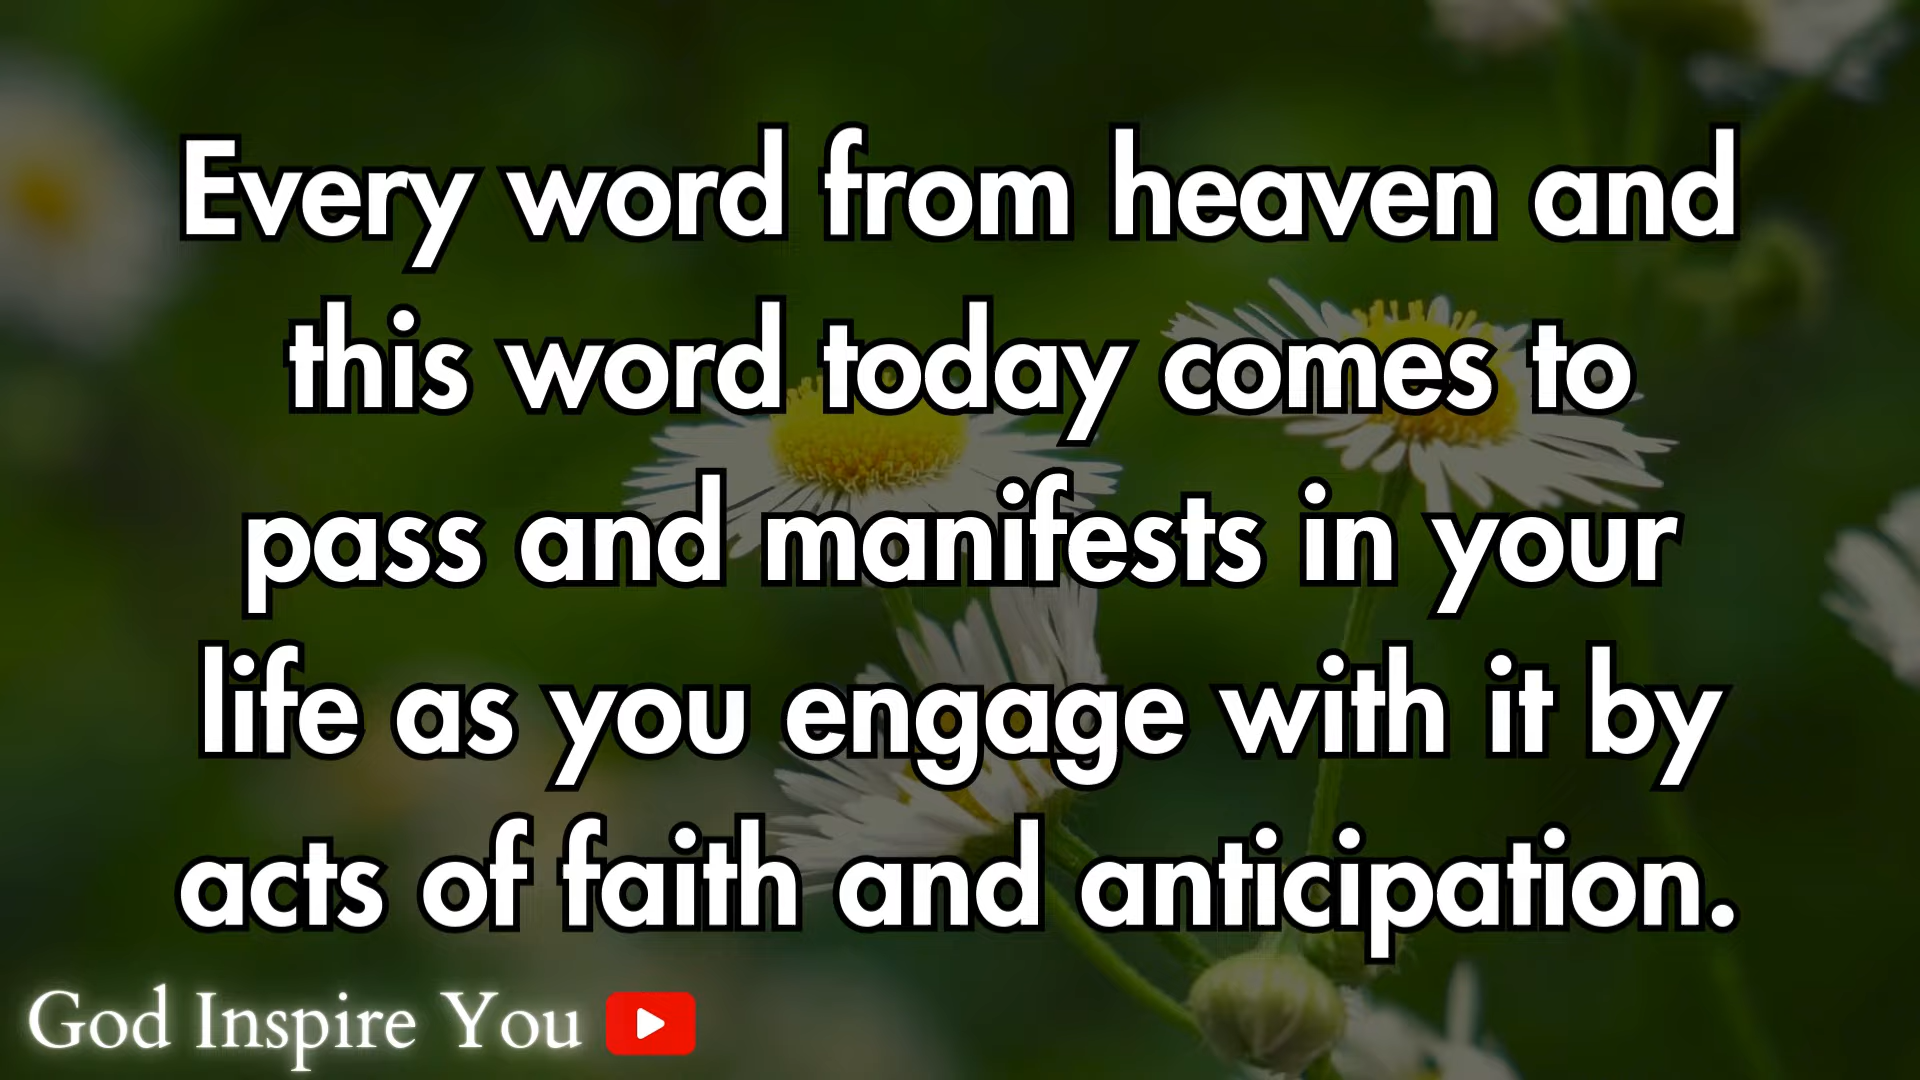 Every word from heaven and
this word today comes to
pass and manifests in your
life as you engage with it by
acts of faith and anticipation.
God Inspire You